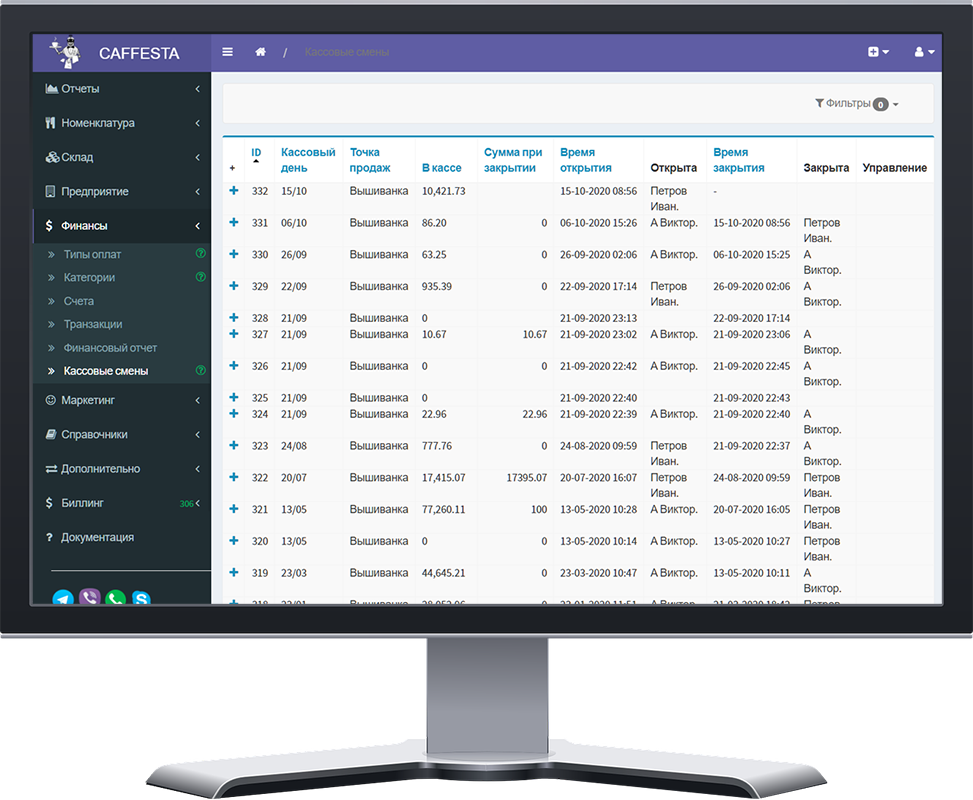 CAFFESTA
/ Кассовые смены
Отчеты
Номенклатура
Склад
Предприятие
$ Финансы
» Типы оплат ?
» Категории ?
» Счета
» Транзакции
» Финансовый отчет
» Кассовые смены ?
Маркетинг
Справочники
Дополнительно
$ Биллинг 306
? Документация
Фильтры 0
+ ID Кассовый день Точка продаж В кассе Сумма при закрытии Время открытия Открыта Время закрытия Закрыта Управление
+ 332 15/10 Вышиванка 10,421.73 15-10-2020 08:56 Петров Иван. -
+ 331 06/10 Вышиванка 86.20 0 06-10-2020 15:26 А Виктор. 15-10-2020 08:56 Петров Иван.
+ 330 26/09 Вышиванка 63.25 0 26-09-2020 02:06 А Виктор. 06-10-2020 15:25 А Виктор.
+ 329 22/09 Вышиванка 935.39 0 22-09-2020 17:14 Петров Иван. 26-09-2020 02:06 А Виктор.
+ 328 21/09 Вышиванка 0 21-09-2020 23:13 22-09-2020 17:14
+ 327 21/09 Вышиванка 10.67 10.67 21-09-2020 23:02 А Виктор. 21-09-2020 23:06 А Виктор.
+ 326 21/09 Вышиванка 0 0 21-09-2020 22:42 А Виктор. 21-09-2020 22:45 А Виктор.
+ 325 21/09 Вышиванка 0 21-09-2020 22:40 21-09-2020 22:43
+ 324 21/09 Вышиванка 22.96 22.96 21-09-2020 22:39 А Виктор. 21-09-2020 22:40 А Виктор.
+ 323 24/08 Вышиванка 777.76 0 24-08-2020 09:59 Петров Иван. 21-09-2020 22:37 А Виктор.
+ 322 20/07 Вышиванка 17,415.07 17395.07 20-07-2020 16:07 Петров Иван. 24-08-2020 09:59 Петров Иван.
+ 321 13/05 Вышиванка 77,260.11 100 13-05-2020 10:28 А Виктор. 20-07-2020 16:05 Петров Иван.
+ 320 13/05 Вышиванка 0 0 13-05-2020 10:14 А Виктор. 13-05-2020 10:27 Петров Иван.
+ 319 23/03 Вышиванка 44,645.21 0 23-03-2020 10:47 А Виктор. 13-05-2020 10:11 А Виктор.